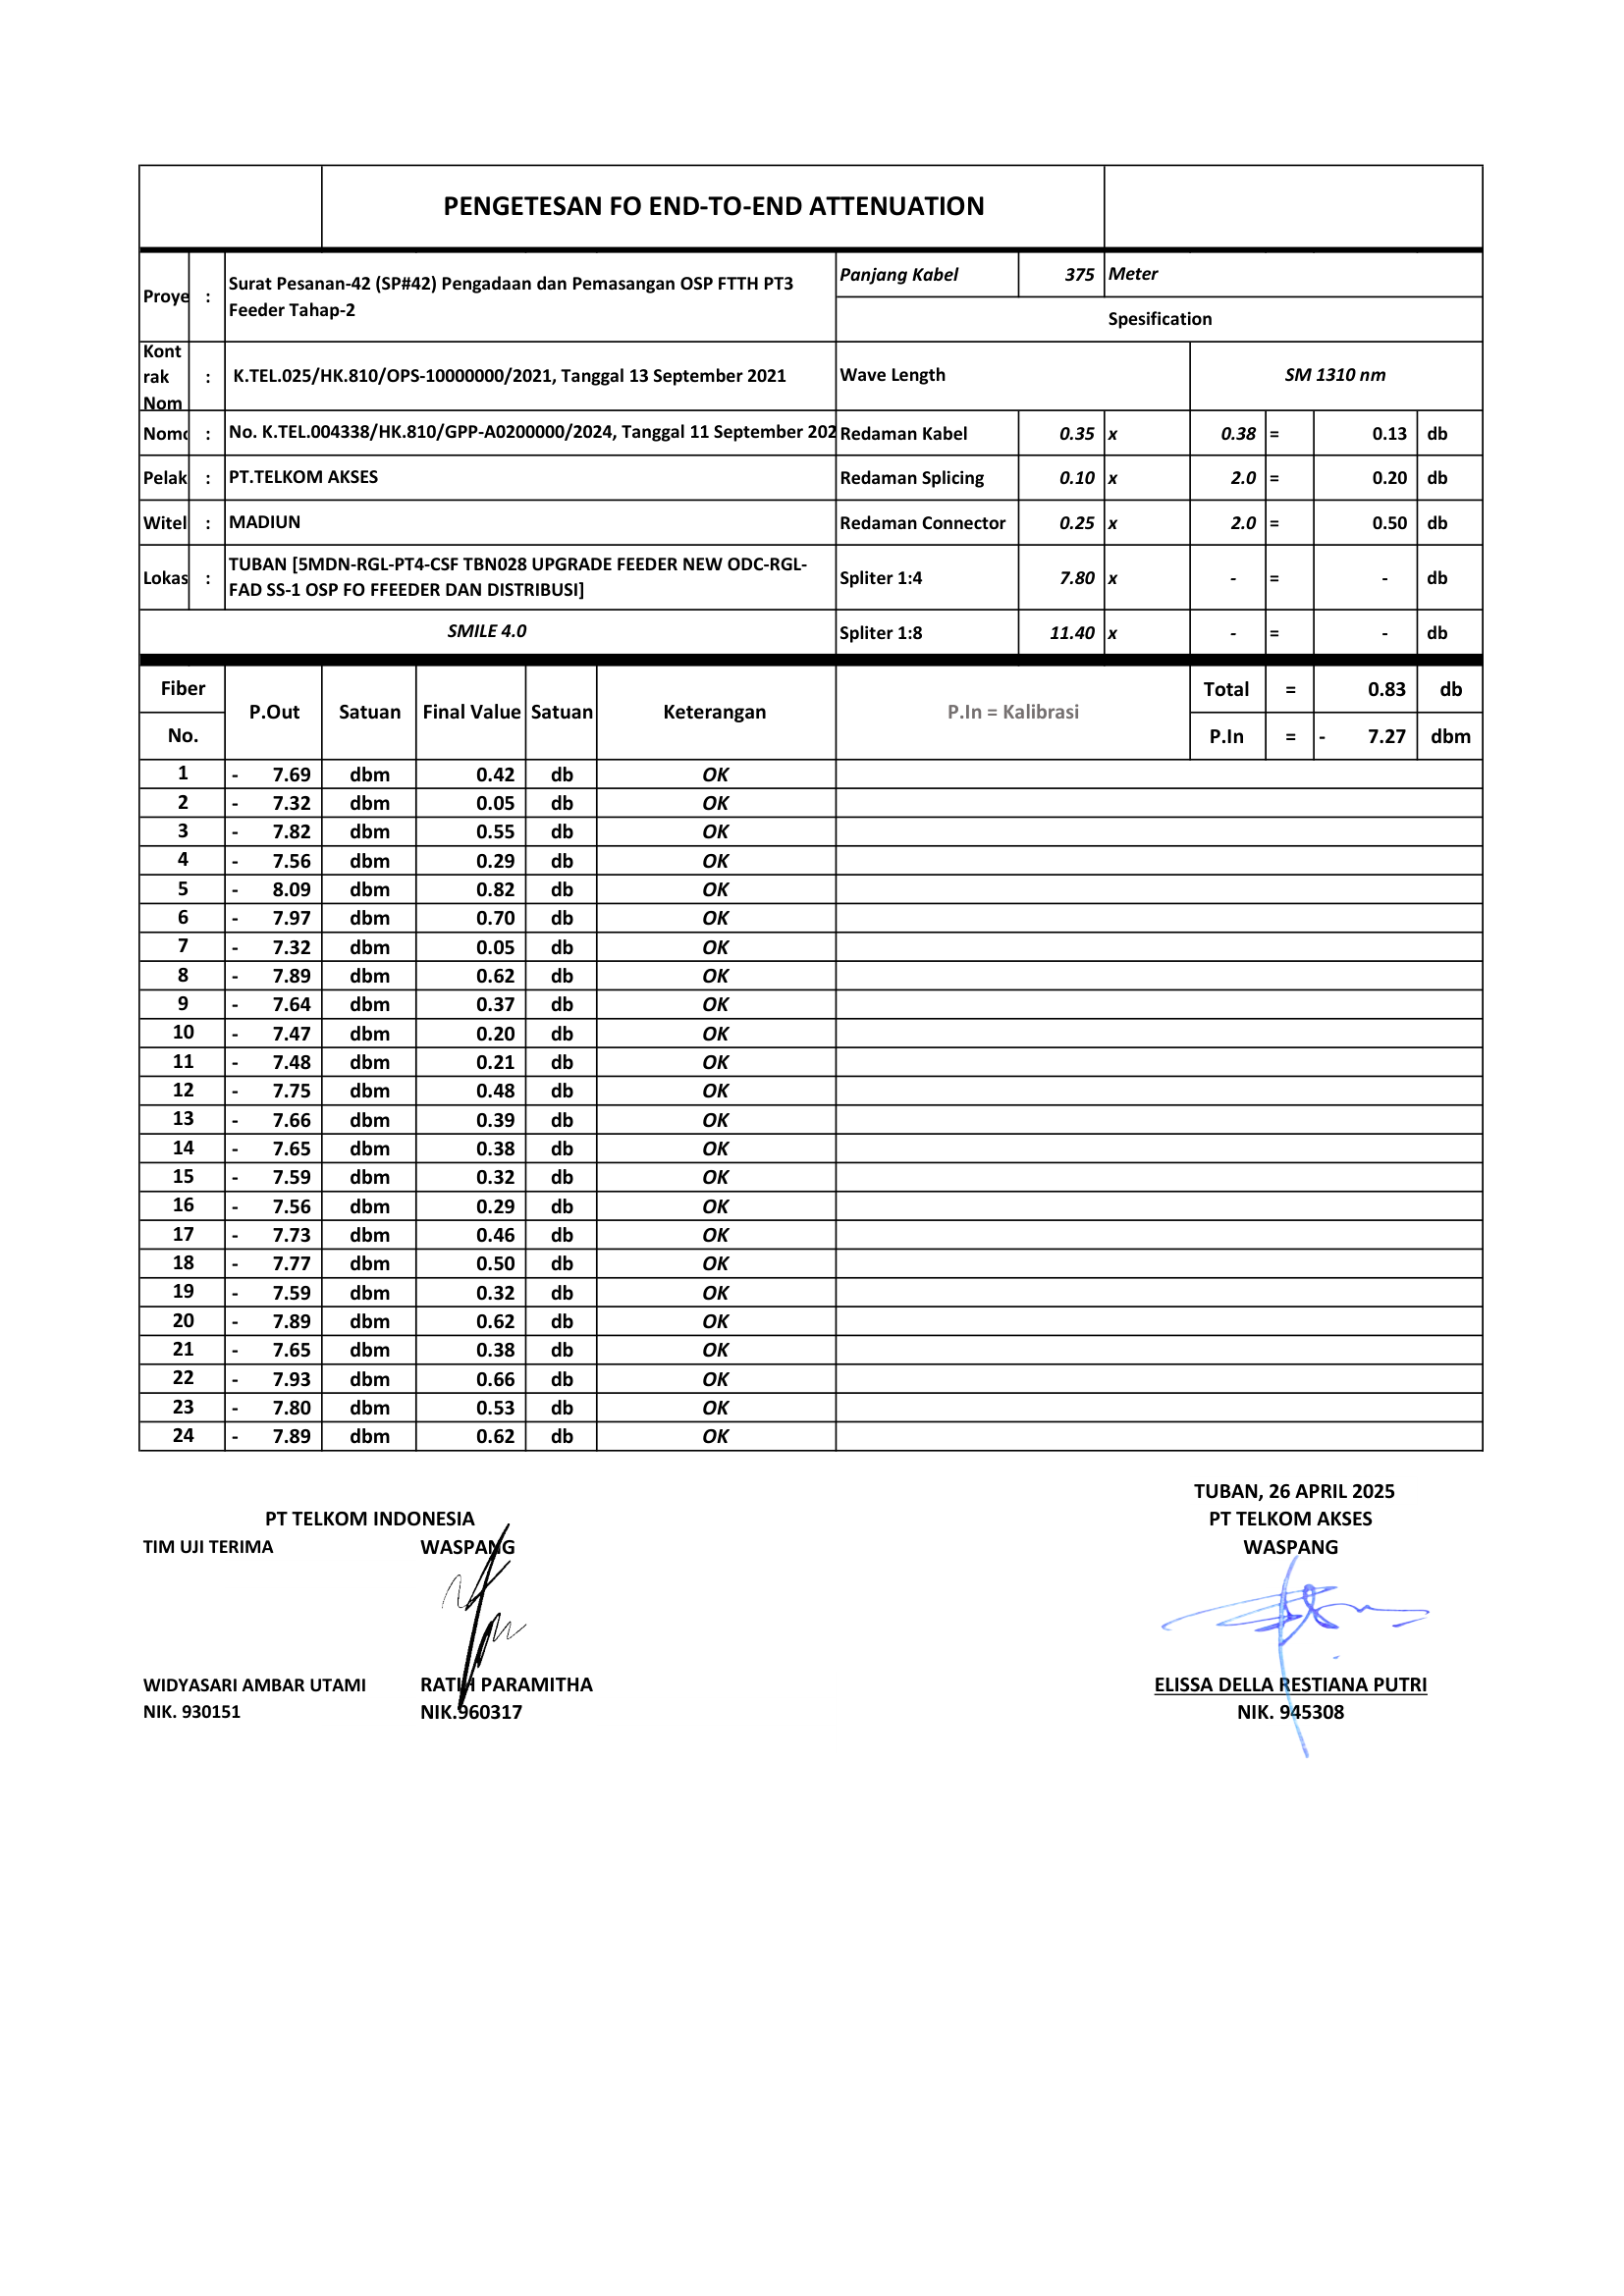 PENGETESAN FO END-TO-END ATTENUATION
Proye : Surat Pesanan-42 (SP#42) Pengadaan dan Pemasangan OSP FTTH PT3
Feeder Tahap-2
Panjang Kabel 375 Meter
Spesification
Kont
rak
Nom : K.TEL.025/HK.810/OPS-10000000/2021, Tanggal 13 September 2021
Wave Length SM 1310 nm
Nomo : No. K.TEL.004338/HK.810/GPP-A0200000/2024, Tanggal 11 September 202
Redaman Kabel 0.35 x 0.38 = 0.13 db
Pelak : PT.TELKOM AKSES
Redaman Splicing 0.10 x 2.0 = 0.20 db
Witel : MADIUN
Redaman Connector 0.25 x 2.0 = 0.50 db
Lokas : TUBAN [5MDN-RGL-PT4-CSF TBN028 UPGRADE FEEDER NEW ODC-RGL-
FAD SS-1 OSP FO FFEEDER DAN DISTRIBUSI]
Spliter 1:4 7.80 x - = - db
SMILE 4.0
Spliter 1:8 11.40 x - = - db
Fiber No. P.Out Satuan Final Value Satuan Keterangan P.In = Kalibrasi
Total = 0.83 db
P.In = - 7.27 dbm
1 - 7.69 dbm 0.42 db OK
2 - 7.32 dbm 0.05 db OK
3 - 7.82 dbm 0.55 db OK
4 - 7.56 dbm 0.29 db OK
5 - 8.09 dbm 0.82 db OK
6 - 7.97 dbm 0.70 db OK
7 - 7.32 dbm 0.05 db OK
8 - 7.89 dbm 0.62 db OK
9 - 7.64 dbm 0.37 db OK
10 - 7.47 dbm 0.20 db OK
11 - 7.48 dbm 0.21 db OK
12 - 7.75 dbm 0.48 db OK
13 - 7.66 dbm 0.39 db OK
14 - 7.65 dbm 0.38 db OK
15 - 7.59 dbm 0.32 db OK
16 - 7.56 dbm 0.29 db OK
17 - 7.73 dbm 0.46 db OK
18 - 7.77 dbm 0.50 db OK
19 - 7.59 dbm 0.32 db OK
20 - 7.89 dbm 0.62 db OK
21 - 7.65 dbm 0.38 db OK
22 - 7.93 dbm 0.66 db OK
23 - 7.80 dbm 0.53 db OK
24 - 7.89 dbm 0.62 db OK
TUBAN, 26 APRIL 2025
PT TELKOM INDONESIA PT TELKOM AKSES
TIM UJI TERIMA WASPANG WASPANG
WIDYASARI AMBAR UTAMI RATIH PARAMITHA ELISSA DELLA RESTIANA PUTRI
NIK. 930151 NIK.960317 NIK. 945308